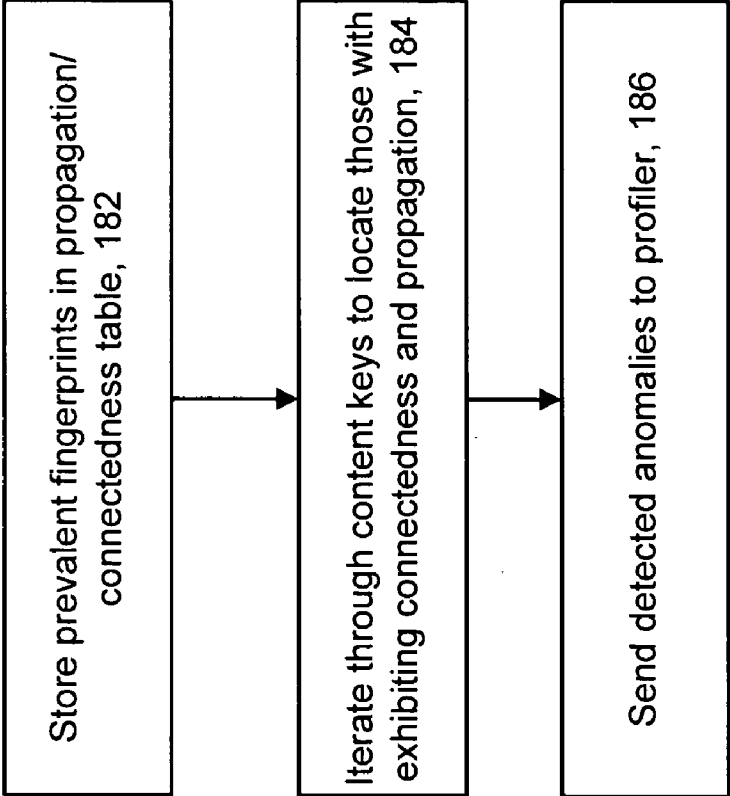 Store prevalent fingerprints in propagation/
connectedness table, 182
Iterate through content keys to locate those with
exhibiting connectedness and propagation, 184
Send detected anomalies to profiler, 186